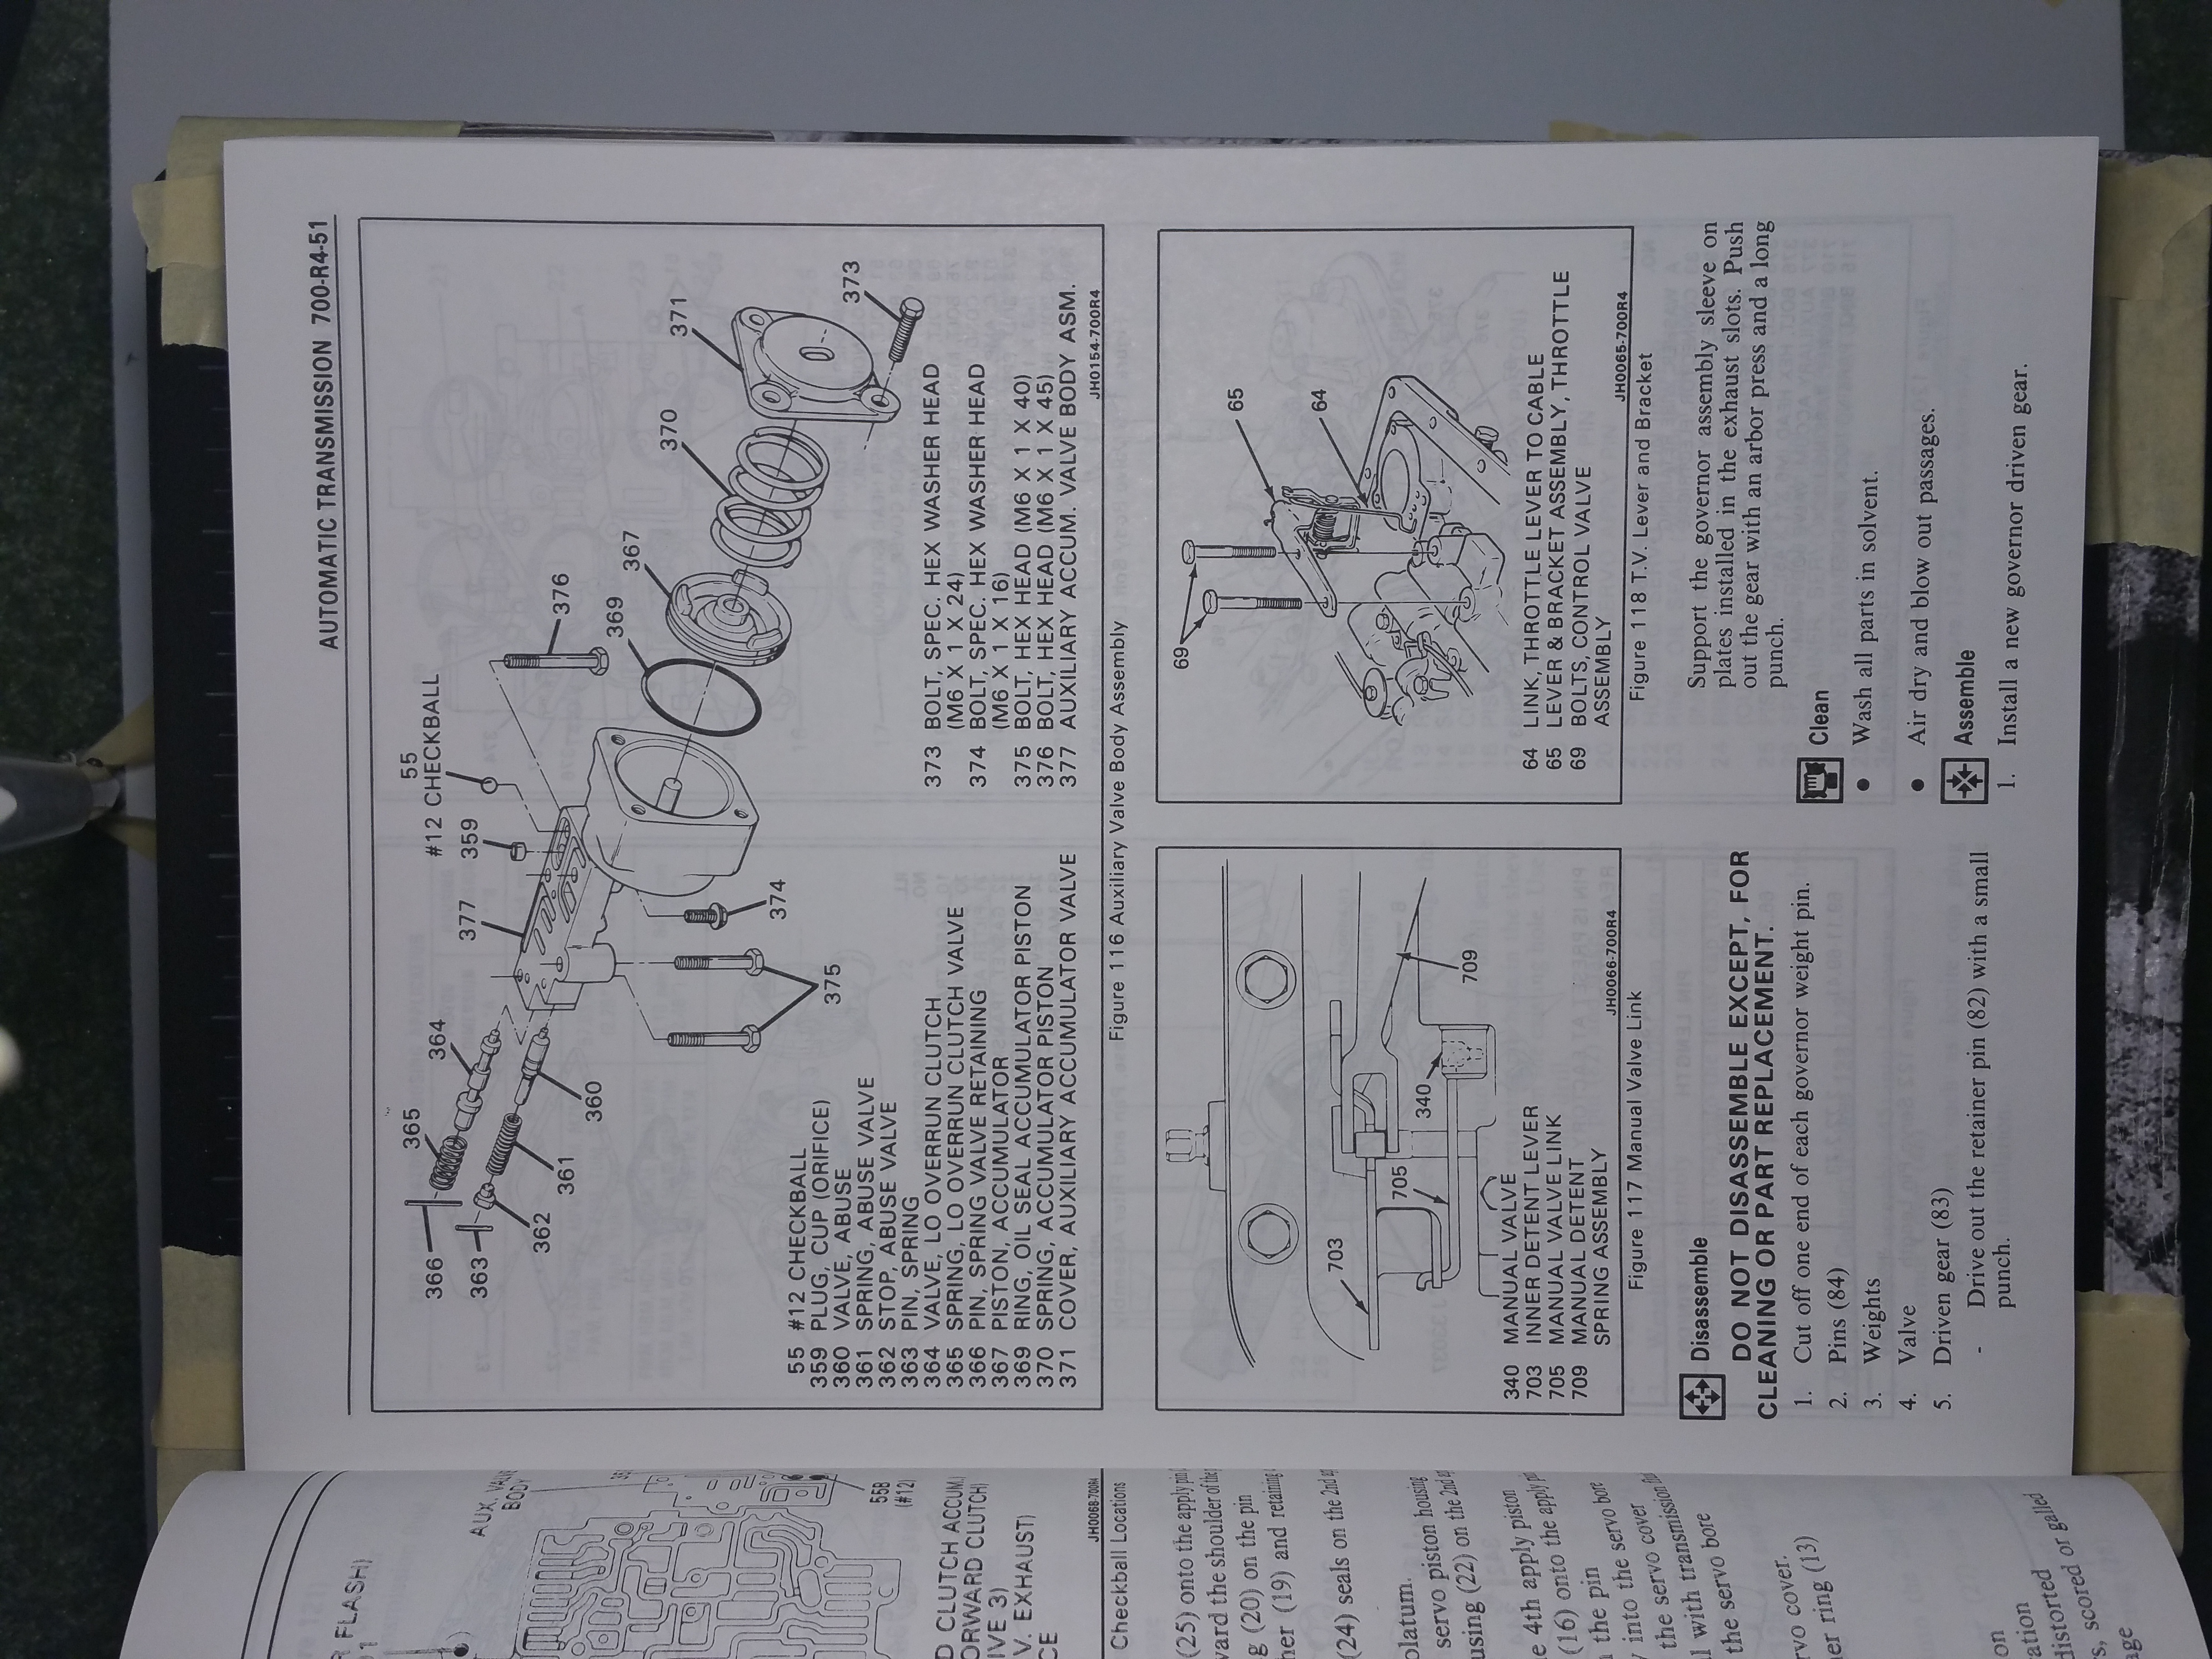 AUTOMATIC TRANSMISSION 700-R4-51
#12 CHECKBALL
55
359
377
364
365
366
363
362
361
360
375
374
376
369
367
370
371
373
55 #12 CHECKBALL
359 PLUG, CUP (ORIFICE)
360 VALVE, ABUSE
361 SPRING, ABUSE VALVE
362 STOP, ABUSE VALVE
363 PIN, SPRING
364 VALVE, LO OVERRUN CLUTCH
365 SPRING, LO OVERRUN CLUTCH VALVE
366 PIN, SPRING VALVE RETAINING
367 PISTON, ACCUMULATOR
369 RING, OIL SEAL ACCUMULATOR PISTON
370 SPRING, ACCUMULATOR PISTON
371 COVER, AUXILIARY ACCUMULATOR VALVE
373 BOLT, SPEC. HEX WASHER HEAD
(M6 X 1 X 24)
374 BOLT, SPEC. HEX WASHER HEAD
(M6 X 1 X 16)
375 BOLT, HEX HEAD (M6 X 1 X 40)
376 BOLT, HEX HEAD (M6 X 1 X 45)
377 AUXILIARY ACCUM. VALVE BODY ASM.
JH0154-700R4
Figure 116 Auxiliary Valve Body Assembly
703
705
340
709
340 MANUAL VALVE
703 INNER DETENT LEVER
705 MANUAL VALVE LINK
709 MANUAL DETENT
SPRING ASSEMBLY
JH0066-700R4
Figure 117 Manual Valve Link
Disassemble
DO NOT DISASSEMBLE EXCEPT, FOR
CLEANING OR PART REPLACEMENT.
1. Cut off one end of each governor weight pin.
2. Pins (84)
3. Weights
4. Valve
5. Driven gear (83)
- Drive out the retainer pin (82) with a small
punch.
69
65
64
64 LINK, THROTTLE LEVER TO CABLE
65 LEVER & BRACKET ASSEMBLY, THROTTLE
69 BOLTS, CONTROL VALVE
ASSEMBLY
JH0065-700R4
Figure 118 T.V. Lever and Bracket
Support the governor assembly sleeve on
plates installed in the exhaust slots. Push
out the gear with an arbor press and a long
punch.
Clean
• Wash all parts in solvent.
• Air dry and blow out passages.
Assemble
1. Install a new governor driven gear.
FLASH)
AUX. VALVE
BODY
55B
(#12)
D CLUTCH ACCUM.)
ORWARD CLUTCH)
IVE 3)
V. EXHAUST)
CE
JH0068-700R4
Checkball Locations
(25) onto the apply pin
ward the shoulder of the
g (20) on the pin
her (19) and retaining
(24) seals on the 2nd
olatum.
servo piston housing
using (22) on the 2nd
e 4th apply piston
(16) onto the apply
the pin
into the servo bore
the servo cover
l with transmission
the servo bore
rvo cover.
er ring (13)
on
ation
distorted or galled
s, scored or
age